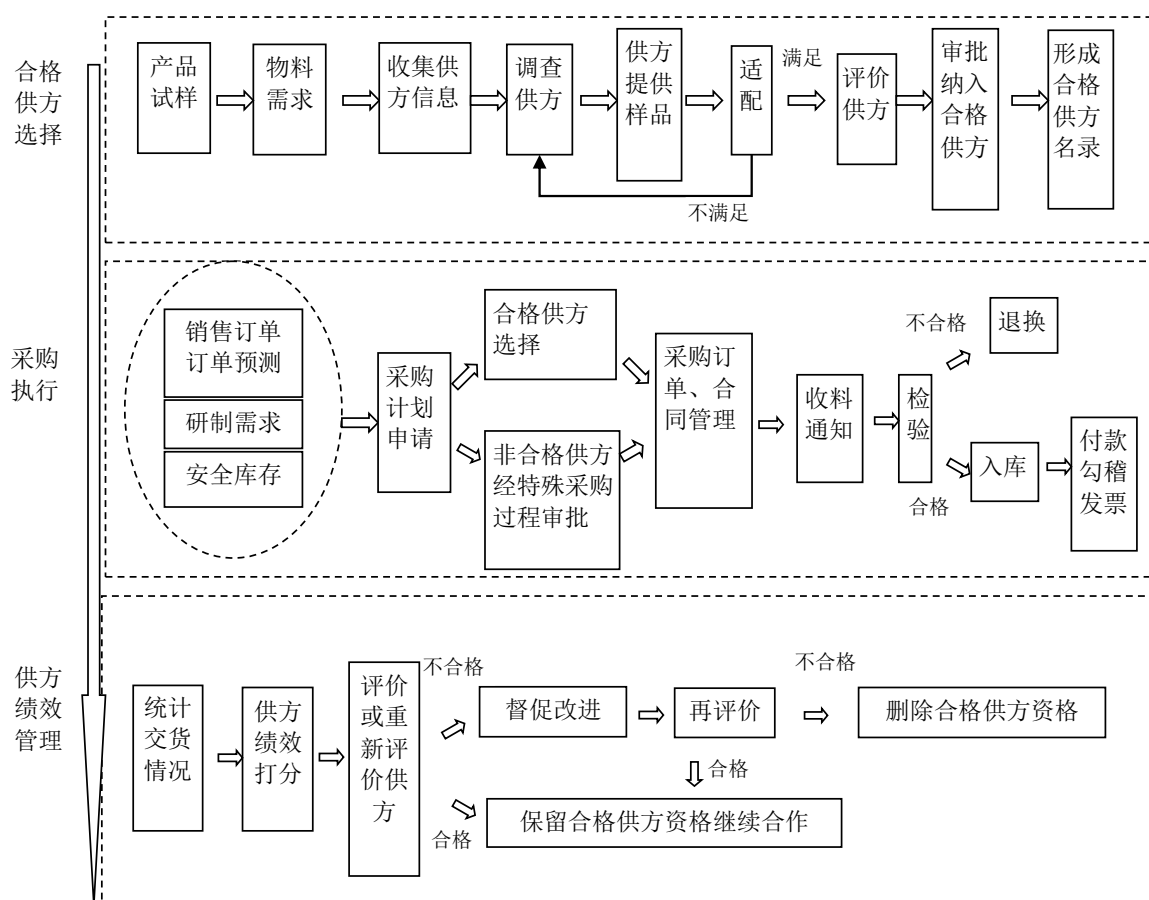 合格
供方
选择
产品
试样
物料
需求
收集供
方信息
调查
供方
供方
提供
样品
适
配
满足
不满足
评价
供方
审批
纳入
合格
供方
形成
合格
供方
名录
采购
执行
销售订单
订单预测
研制需求
安全库存
采购
计划
申请
合格供方
选择
非合格供方
经特殊采购
过程审批
采购订
单、合
同管理
收料
通知
检
验
不合格
退换
合格
入库
付款
勾稽
发票
供方
绩效
管理
统计
交货
情况
供方
绩效
打分
评价
或重
新评
价供
方
不合格
督促改进
再评价
不合格
删除合格供方资格
合格
合格
保留合格供方资格继续合作